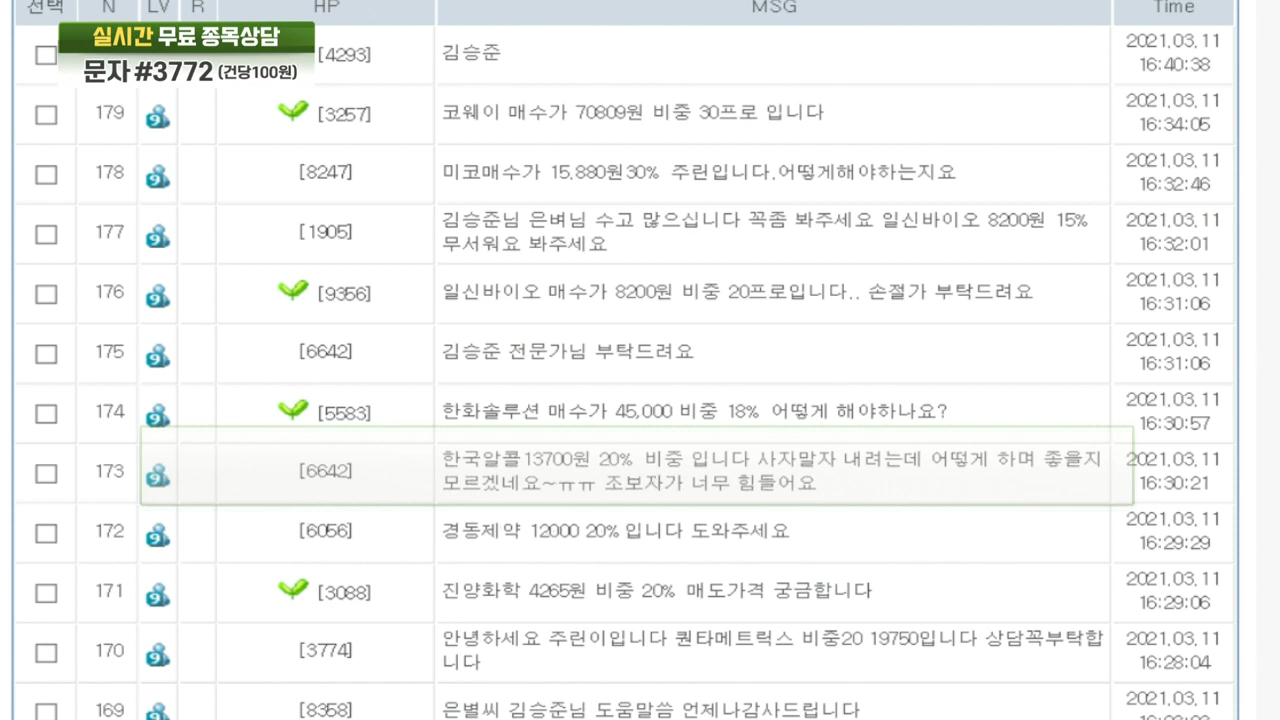 선택 N LV R HP MSG Time
실시간 무료 종목상담
문자 #3772 (건당100원)
[4293] 김승준 2021.03.11
16:40:38
179 [3257] 코웨이 매수가 70809원 비중 30프로 입니다 2021.03.11
16:34:05
178 [8247] 미코매수가 15.880원30% 주린입니다.어떻게해야하는지요 2021.03.11
16:32:46
177 [1905] 김승준님 은벼님 수고 많으십니다 꼭좀 봐주세요 일신바이오 8200원 15% 2021.03.11
무서워요 봐주세요 16:32:01
176 [9356] 일신바이오 매수가 8200원 비중 20프로입니다.. 손절가 부탁드려요 2021.03.11
16:31:06
175 [6642] 김승준 전문가님 부탁드려요 2021.03.11
16:31:06
174 [5583] 한화솔루션 매수가 45,000 비중 18% 어떻게 해야하나요? 2021.03.11
16:30:57
173 [6642] 한국알콜13700원 20% 비중 입니다 사자말자 내려는데 어떻게 하며 좋을지 2021.03.11
모르겠네요~ㅠㅠ 조보자가 너무 힘들어요 16:30:21
172 [6056] 경동제약 12000 20%입니다 도와주세요 2021.03.11
16:29:29
171 [3088] 진양화학 4265원 비중 20% 매도가격 궁금합니다 2021.03.11
16:29:06
170 [3774] 안녕하세요 주린이입니다 퀀타메트릭스 비중20 19750입니다 상담꼭부탁합 2021.03.11
니다 16:28:04
169 [8358] 은별씨 김승준님 도움말씀 언제나감사드립니다 2021.03.11